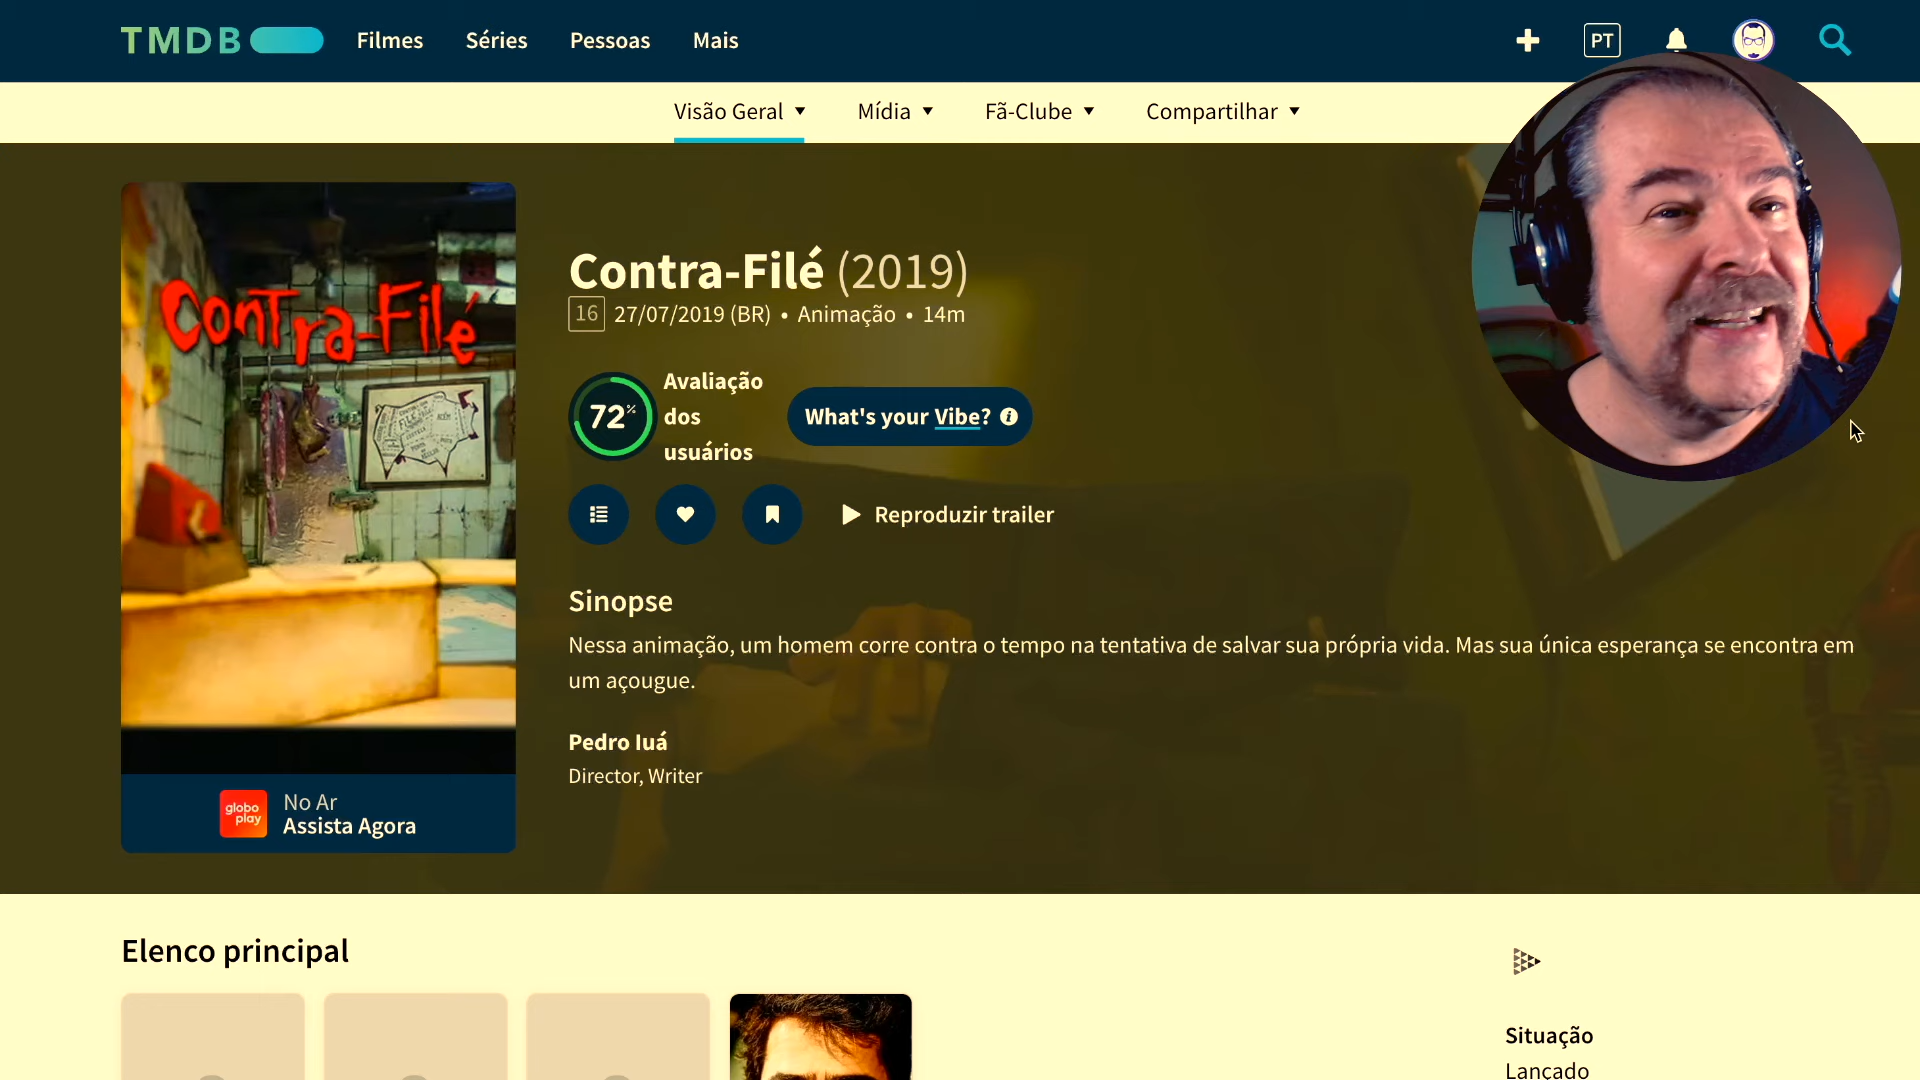 TMDB
Filmes
Séries
Pessoas
Mais
PT
Visão Geral
Mídia
Fã-Clube
Compartilhar
Contra-Filé
Contra-Filé (2019)
16 27/07/2019 (BR) • Animação • 14m
72%
Avaliação
dos
usuários
What's your Vibe?
Reproduzir trailer
Sinopse
Nessa animação, um homem corre contra o tempo na tentativa de salvar sua própria vida. Mas sua única esperança se encontra em
um açougue.
Pedro Iuá
Director, Writer
globo
play
No Ar
Assista Agora
Elenco principal
Situação
Lançado